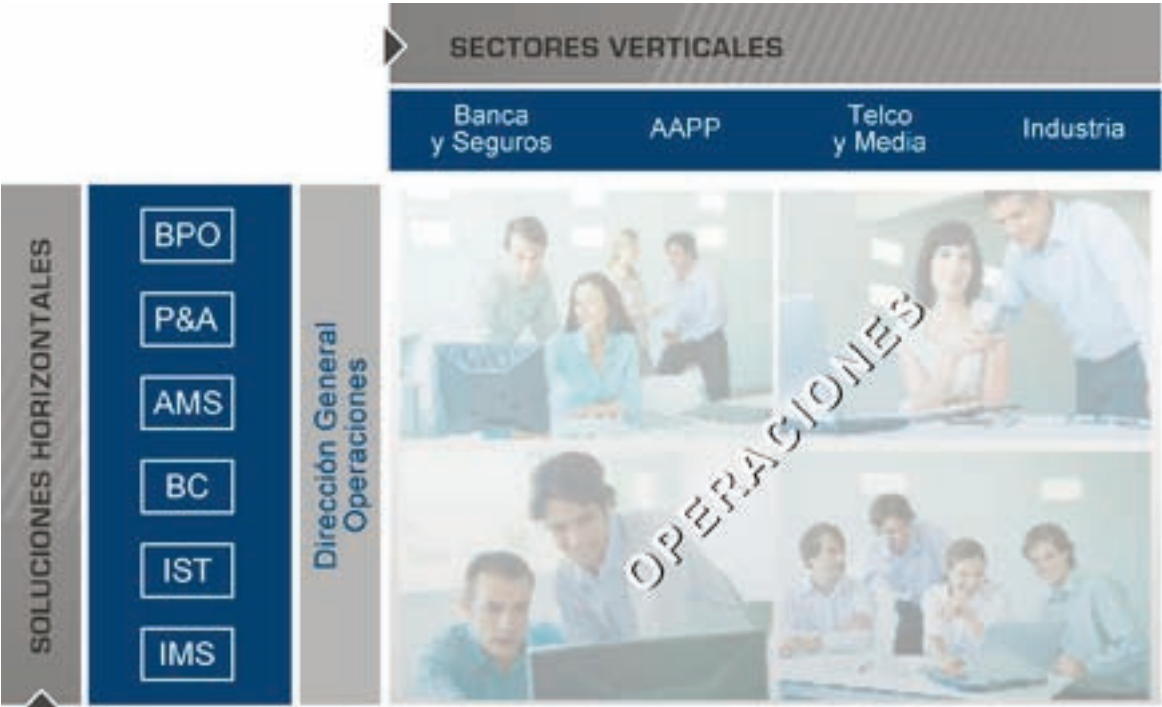 SECTORES VERTICALES
Banca
y Seguros
AAPP
Telco
y Media
Industria
SOLUCIONES HORIZONTALES
BPO
P&A
AMS
BC
IST
IMS
Dirección General
Operaciones
OPERACIONES